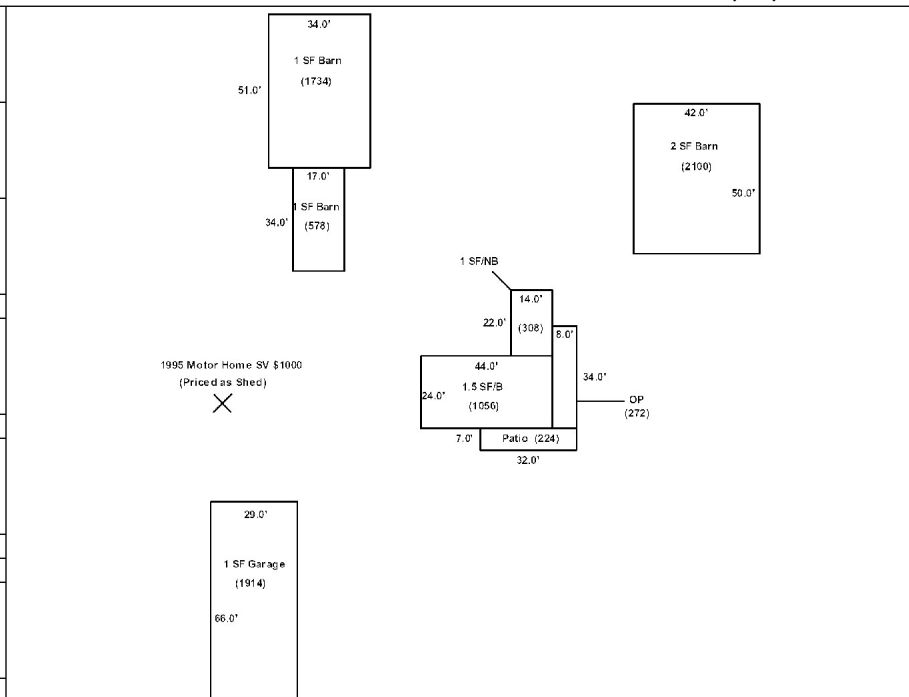 34.0'
1 SF Barn
(1734)
51.0'
17.0'
1 SF Barn
34.0'
(578)
42.0'
2 SF Barn
(2100)
50.0'
1 SF/NB
14.0'
22.0'
(308)
8.0'
44.0'
1.5 SF/B
24.0'
(1056)
34.0'
OP
(272)
7.0'
Patio (224)
32.0'
1995 Motor Home SV $1000
(Priced as Shed)
29.0'
1 SF Garage
(1914)
66.0'